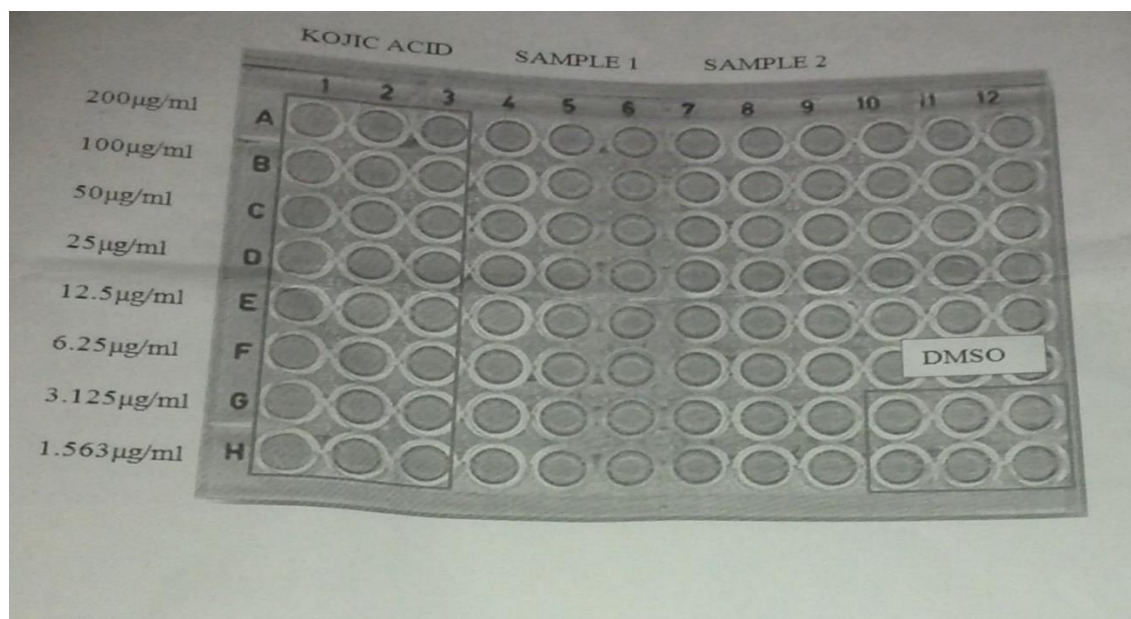 KOJIC ACID SAMPLE 1 SAMPLE 2
1 2 3 4 5 6 7 8 9 10 11 12
200µg/ml A
100µg/ml B
50µg/ml C
25µg/ml D
12.5µg/ml E
6.25µg/ml F
DMSO
3.125µg/ml G
1.563µg/ml H